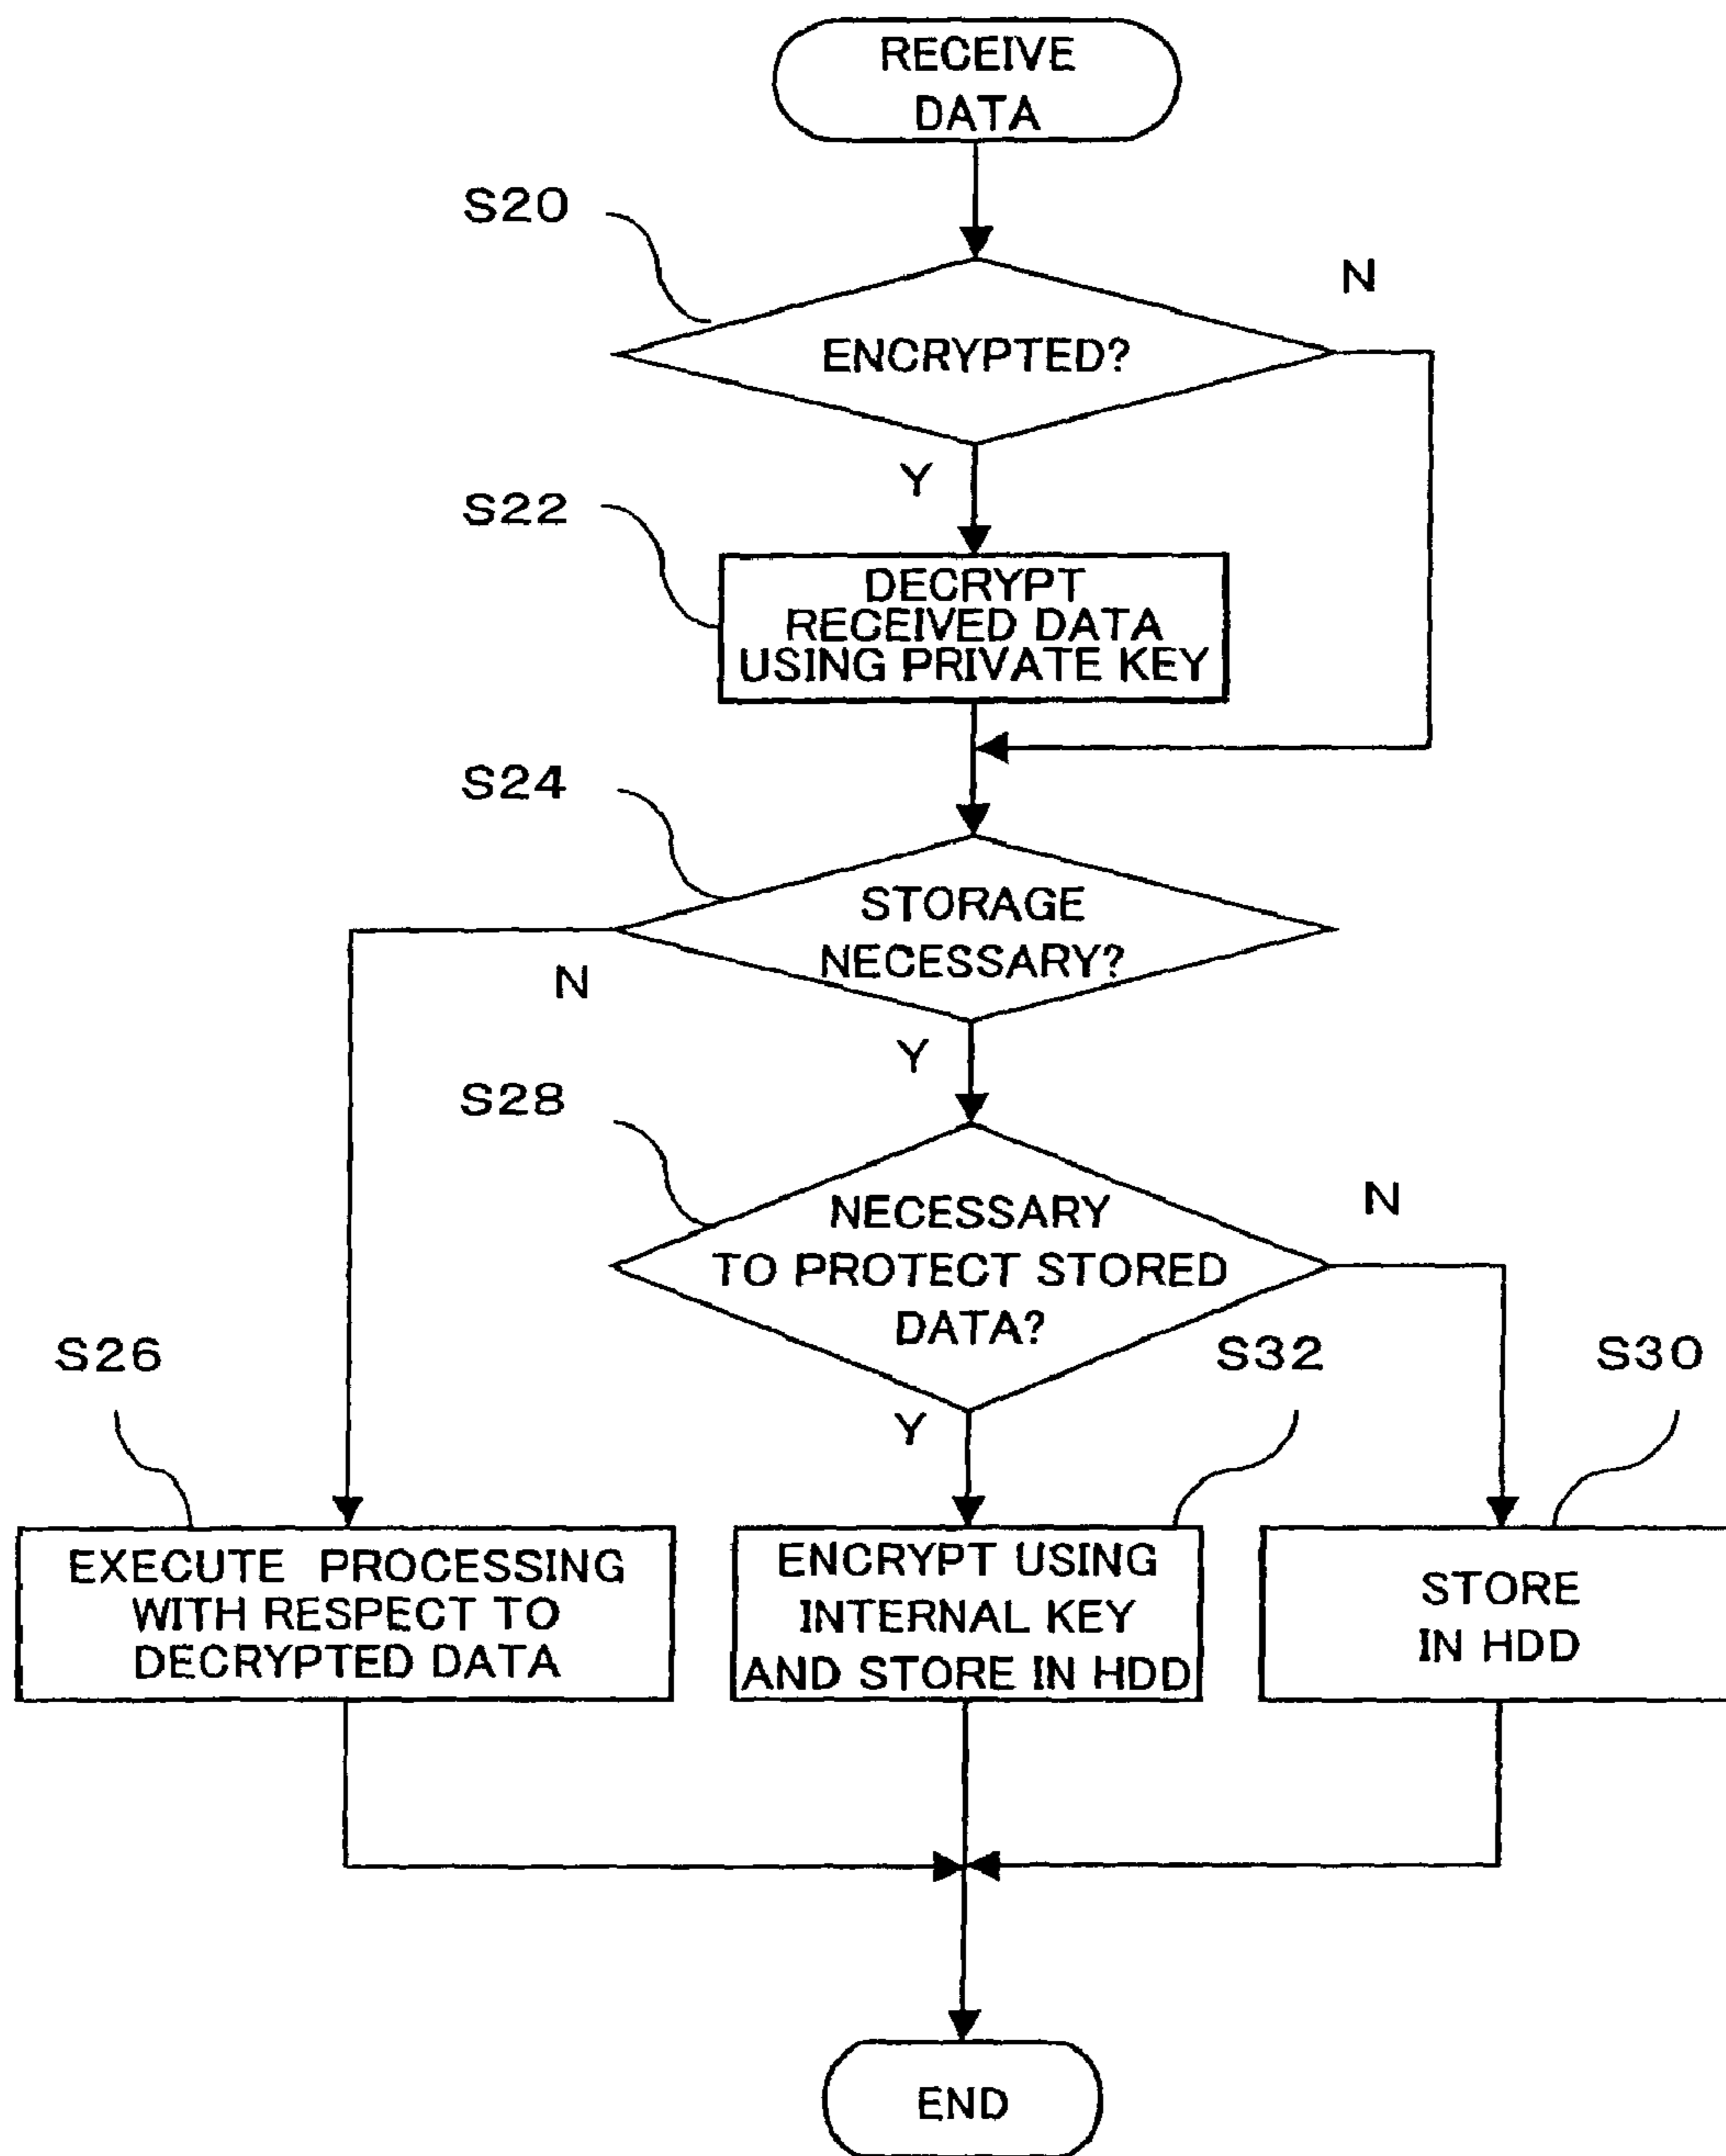 RECEIVE
DATA
S20
N
ENCRYPTED?
Y
S22
DECRYPT
RECEIVED DATA
USING PRIVATE KEY
S24
STORAGE
NECESSARY?
N
Y
S28
NECESSARY
TO PROTECT STORED
DATA?
N
S26
S32
S30
Y
EXECUTE PROCESSING
WITH RESPECT TO
DECRYPTED DATA
ENCRYPT USING
INTERNAL KEY
AND STORE IN HDD
STORE
IN HDD
END